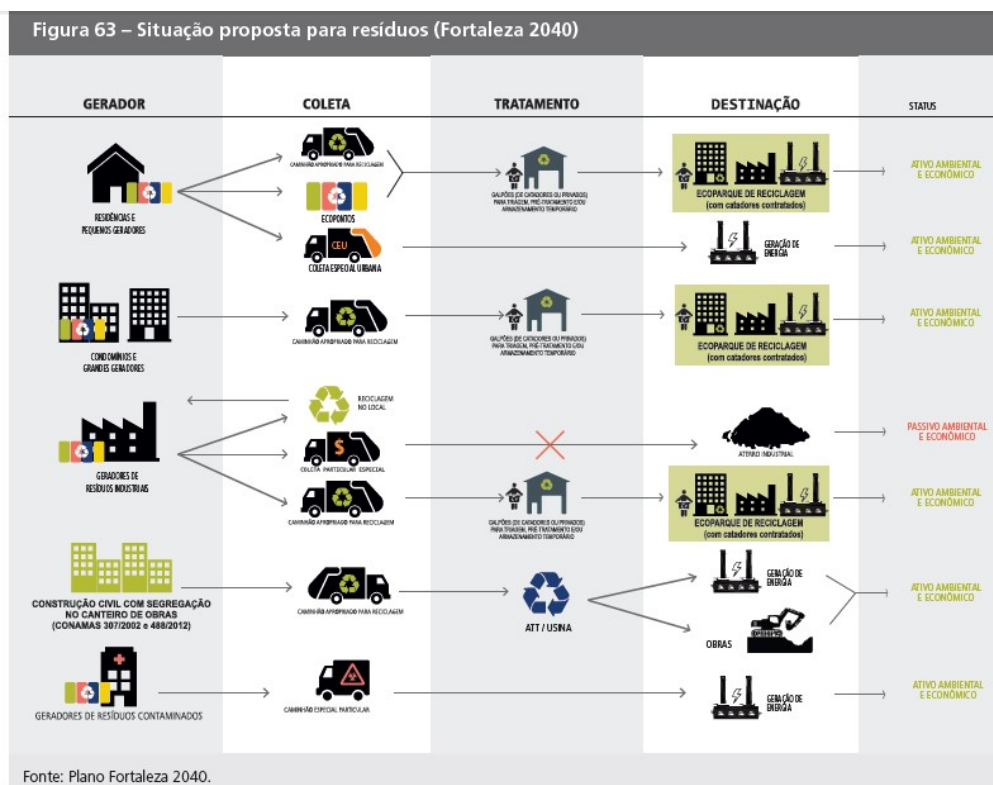 Figura 63 – Situação proposta para resíduos (Fortaleza 2040)
GERADOR
COLETA
TRATAMENTO
DESTINAÇÃO
STATUS
RESIDÊNCIAS E
PEQUENOS GERADORES
CAMINHÃO APROPRIADO PARA RECICLAGEM
ECOPONTOS
CEU
COLETA ESPECIAL URBANA
GALPÕES (DE CATADORES OU PRIVADOS)
PARA TRIAGEM, PRÉ-TRATAMENTO E/OU
ARMAZENAMENTO TEMPORÁRIO
ECOPARQUE DE RECICLAGEM
(com catadores contratados)
GERAÇÃO DE
ENERGIA
ATIVO AMBIENTAL
E ECONÔMICO
ATIVO AMBIENTAL
E ECONÔMICO
CONDOMÍNIOS E
GRANDES GERADORES
CAMINHÃO APROPRIADO PARA RECICLAGEM
GALPÕES (DE CATADORES OU PRIVADOS)
PARA TRIAGEM, PRÉ-TRATAMENTO E/OU
ARMAZENAMENTO TEMPORÁRIO
ECOPARQUE DE RECICLAGEM
(com catadores contratados)
ATIVO AMBIENTAL
E ECONÔMICO
GERADORES DE
RESÍDUOS INDUSTRIAIS
RECICLAGEM
NO LOCAL
$
COLETA PARTICULAR ESPECIAL
CAMINHÃO APROPRIADO PARA RECICLAGEM
GALPÕES (DE CATADORES OU PRIVADOS)
PARA TRIAGEM, PRÉ-TRATAMENTO E/OU
ARMAZENAMENTO TEMPORÁRIO
ATERRO INDUSTRIAL
ECOPARQUE DE RECICLAGEM
(com catadores contratados)
PASSIVO AMBIENTAL
E ECONÔMICO
ATIVO AMBIENTAL
E ECONÔMICO
CONSTRUÇÃO CIVIL COM SEGREGAÇÃO
NO CANTEIRO DE OBRAS
(CONAMAS 307/2002 e 488/2012)
CAMINHÃO APROPRIADO PARA RECICLAGEM
ATT / USINA
GERAÇÃO DE
ENERGIA
OBRAS
ATIVO AMBIENTAL
E ECONÔMICO
GERADORES DE RESÍDUOS CONTAMINADOS
CAMINHÃO ESPECIAL PARTICULAR
GERAÇÃO DE
ENERGIA
ATIVO AMBIENTAL
E ECONÔMICO
Fonte: Plano Fortaleza 2040.